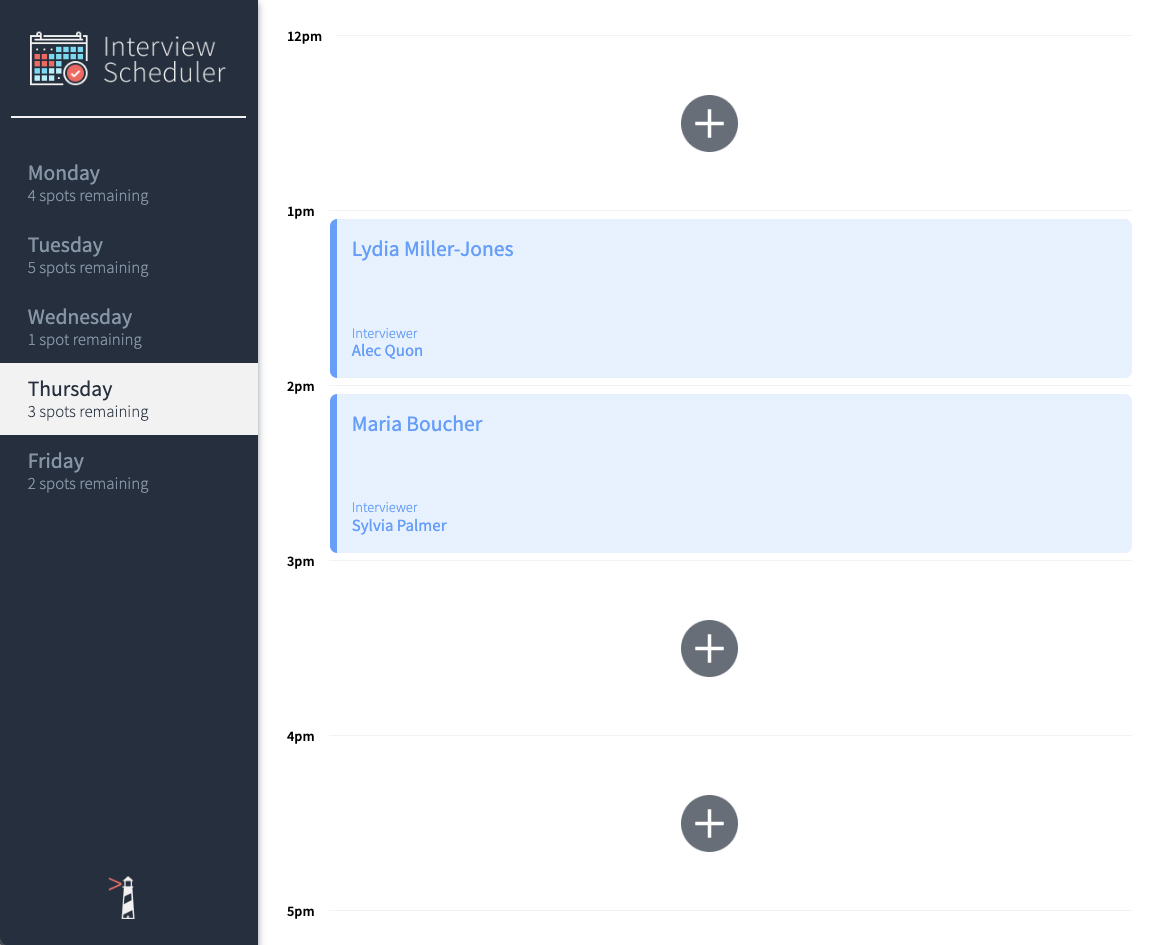 Interview
Scheduler
Monday
4 spots remaining
Tuesday
5 spots remaining
Wednesday
1 spot remaining
Thursday
3 spots remaining
Friday
2 spots remaining
12pm
1pm
Lydia Miller-Jones
Interviewer
Alec Quon
2pm
Maria Boucher
Interviewer
Sylvia Palmer
3pm
4pm
5pm